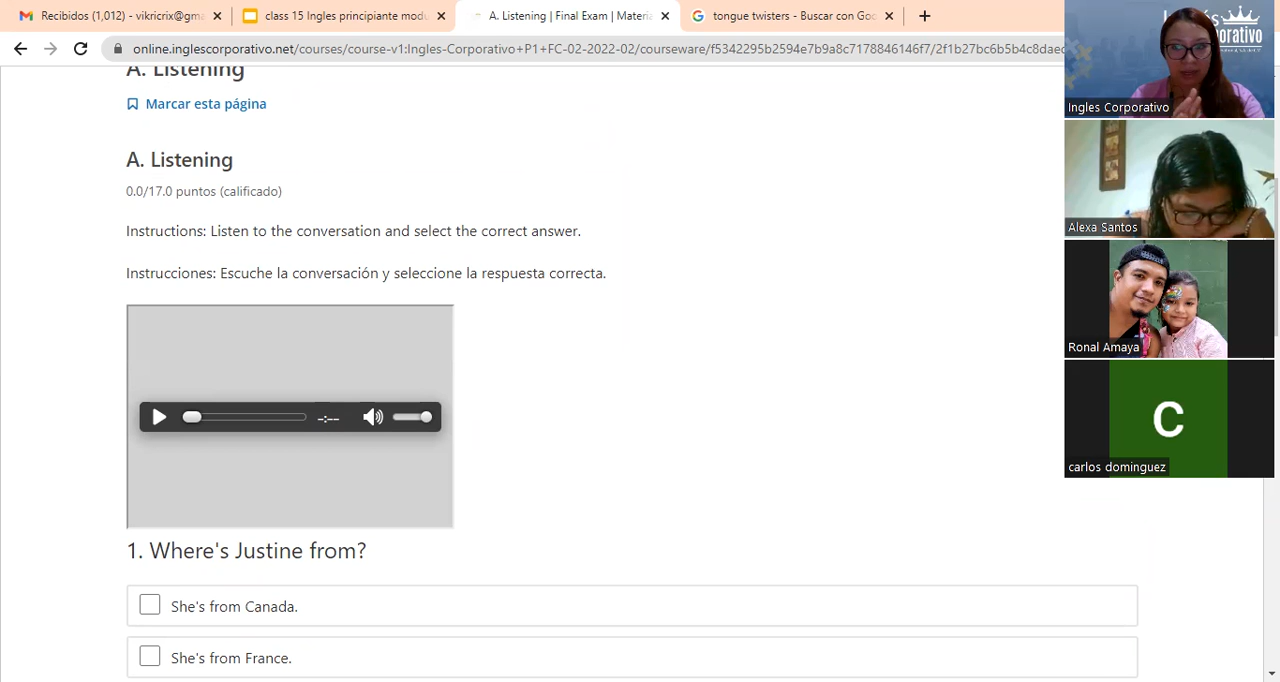 Recibidos (1,012) - vikricrix@gma
class 15 Ingles principiante modu
A. Listening | Final Exam | Materia
tongue twisters - Buscar con Goo
online.inglescorporativo.net/courses/course-v1:Ingles-Corporativo+P1+FC-02-2022-02/courseware/f5342295b2594e7b9a8c7178846146f7/2f1b27bc6b5b4c8daed
A. Listening
Marcar esta página
A. Listening
0.0/17.0 puntos (calificado)
Instructions: Listen to the conversation and select the correct answer.
Instrucciones: Escuche la conversación y seleccione la respuesta correcta.
-:--
1. Where's Justine from?
She's from Canada.
She's from France.
Ingles Corporativo
Alexa Santos
Ronal Amaya
C
carlos dominguez